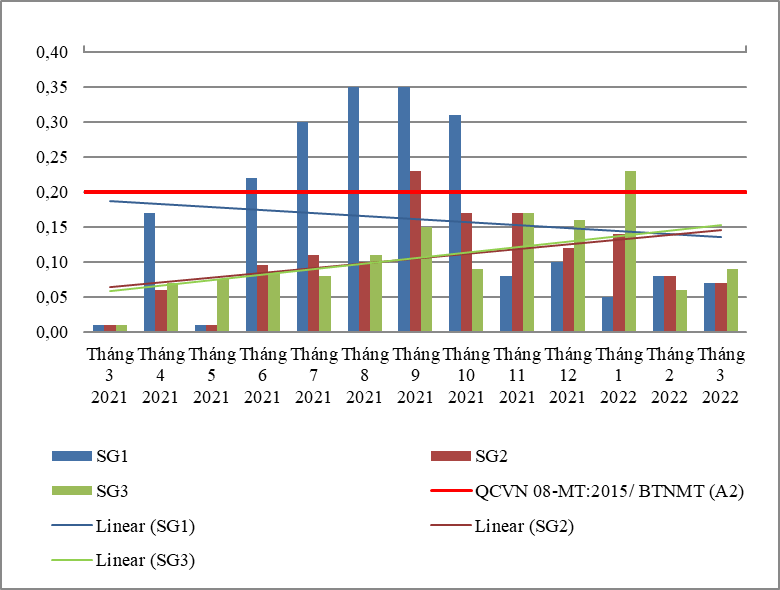 0,40
0,35
0,30
0,25
0,20
0,15
0,10
0,05
0,00
Tháng Tháng Tháng Tháng Tháng Tháng Tháng Tháng Tháng Tháng Tháng Tháng Tháng
3 4 5 6 7 8 9 10 11 12 1 2 3
2021 2021 2021 2021 2021 2021 2021 2021 2021 2021 2022 2022 2022
SG1 SG2
SG3 QCVN 08-MT:2015/ BTNMT (A2)
Linear (SG1) Linear (SG2)
Linear (SG3)